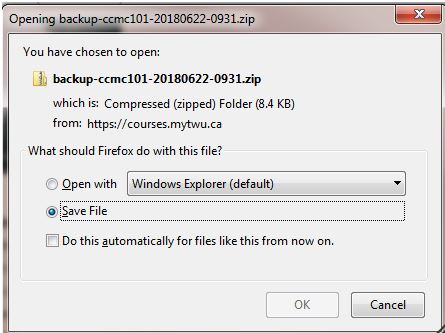 Opening backup-ccmc101-20180622-0931.zip
You have chosen to open:
backup-ccmc101-20180622-0931.zip
which is: Compressed (zipped) Folder (8.4 KB)
from: https://courses.mytwu.ca
What should Firefox do with this file?
Open with Windows Explorer (default)
Save File
Do this automatically for files like this from now on.
OK Cancel